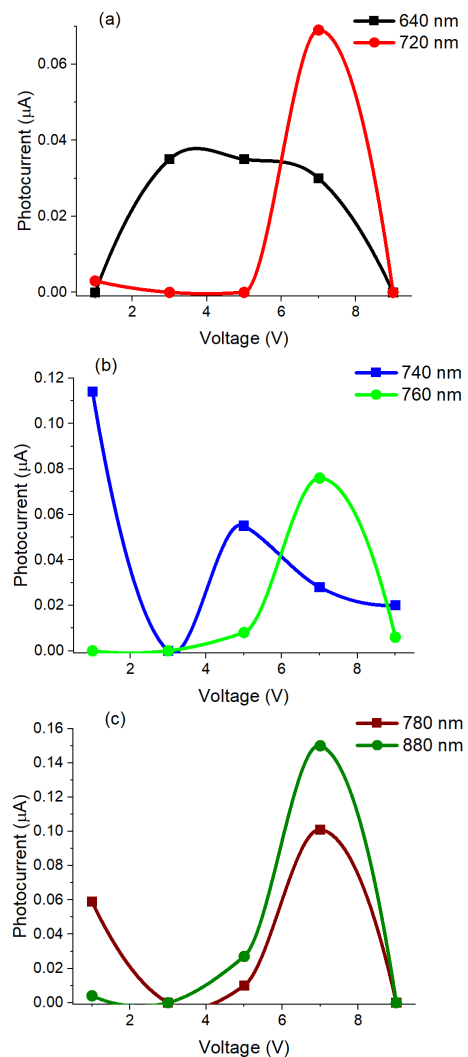 (a)
640 nm
720 nm
Photocurrent (μA)
0.06
0.04
0.02
0.00
2 4 6 8
Voltage (V)
(b)
740 nm
760 nm
Photocurrent (μA)
0.12
0.10
0.08
0.06
0.04
0.02
0.00
2 4 6 8
Voltage (V)
(c)
780 nm
880 nm
Photocurrent (μA)
0.16
0.14
0.12
0.10
0.08
0.06
0.04
0.02
0.00
2 4 6 8
Voltage (V)